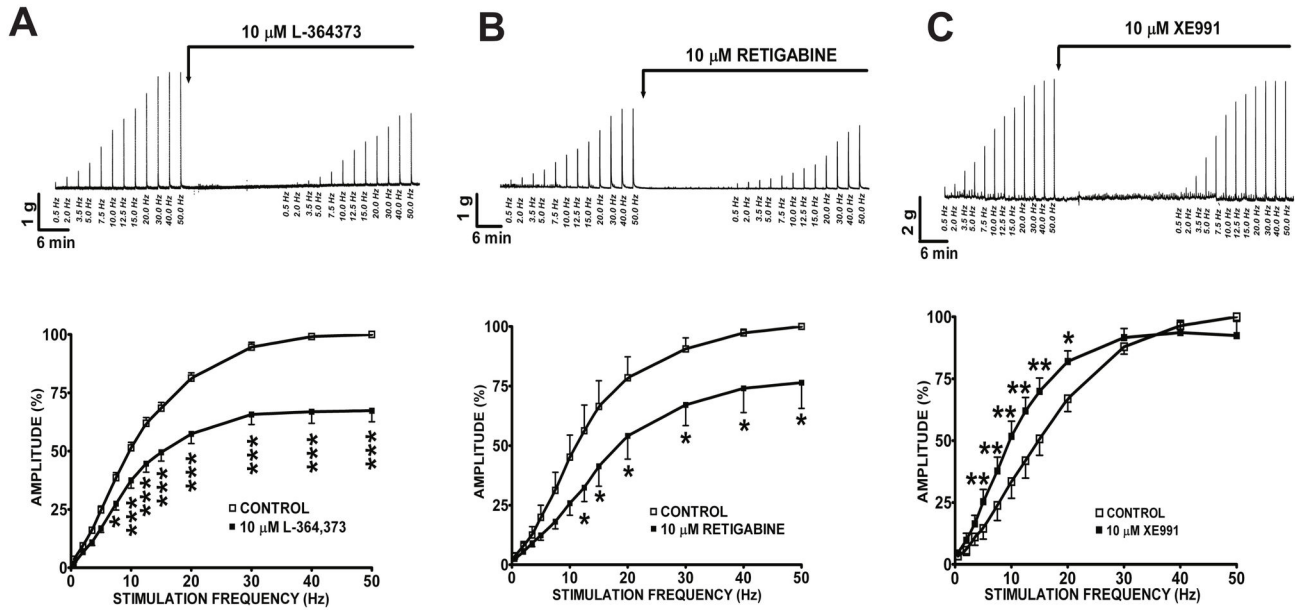 A
10 μM L-364373
1 g
6 min
0.5 Hz
2.0 Hz
3.5 Hz
5.0 Hz
7.5 Hz
10.0 Hz
12.5 Hz
15.0 Hz
20.0 Hz
30.0 Hz
40.0 Hz
50.0 Hz
0.5 Hz
2.0 Hz
3.5 Hz
5.0 Hz
7.5 Hz
10.0 Hz
12.5 Hz
15.0 Hz
20.0 Hz
30.0 Hz
40.0 Hz
50.0 Hz
B
10 μM RETIGABINE
1 g
6 min
0.5 Hz
2.0 Hz
3.5 Hz
5.0 Hz
7.5 Hz
10.0 Hz
12.5 Hz
15.0 Hz
20.0 Hz
30.0 Hz
40.0 Hz
50.0 Hz
0.5 Hz
2.0 Hz
3.5 Hz
5.0 Hz
7.5 Hz
10.0 Hz
12.5 Hz
15.0 Hz
20.0 Hz
30.0 Hz
40.0 Hz
50.0 Hz
C
10 μM XE991
2 g
6 min
0.5 Hz
2.0 Hz
3.5 Hz
5.0 Hz
7.5 Hz
10.0 Hz
12.5 Hz
15.0 Hz
20.0 Hz
30.0 Hz
40.0 Hz
50.0 Hz
0.5 Hz
2.0 Hz
3.5 Hz
5.0 Hz
7.5 Hz
10.0 Hz
12.5 Hz
15.0 Hz
20.0 Hz
30.0 Hz
40.0 Hz
50.0 Hz
AMPLITUDE (%)
100
75
50
25
0
* *** *** *** *** *** *** ***
CONTROL
10 μM L-364,373
0 10 20 30 40 50
STIMULATION FREQUENCY (Hz)
AMPLITUDE (%)
100
75
50
25
0
* * * * * *
CONTROL
10 μM RETIGABINE
0 10 20 30 40 50
STIMULATION FREQUENCY (Hz)
AMPLITUDE (%)
100
75
50
25
0
** ** ** ** ** *
CONTROL
10 μM XE991
0 10 20 30 40 50
STIMULATION FREQUENCY (Hz)